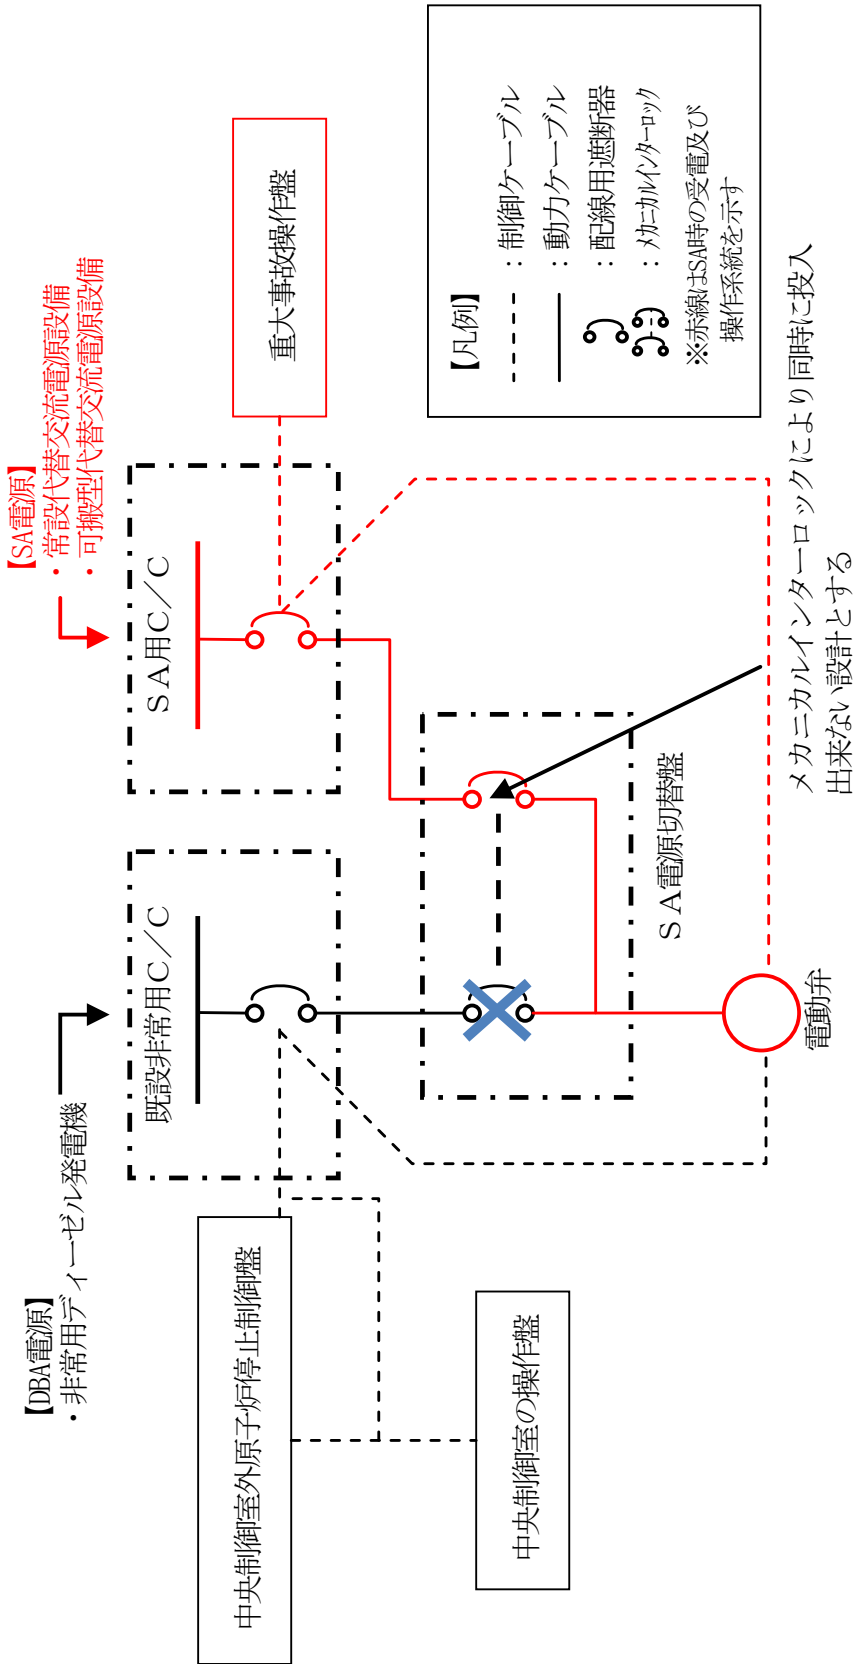 【DBA電源】
・非常用ディーゼル発電機
【SA電源】
・常設代替交流電源設備
・可搬型代替交流電源設備
既設非常用C／C
SA用C／C
重大事故操作盤
中央制御室外原子炉停止制御盤
中央制御室の操作盤
SA電源切替盤
電動弁
メカニカルインターロックにより同時に投入
出来ない設計とする
【凡例】
：制御ケーブル
：動力ケーブル
：配線用遮断器
：メカニカルインターロック
※赤線はSA時の受電及び
操作系統を示す